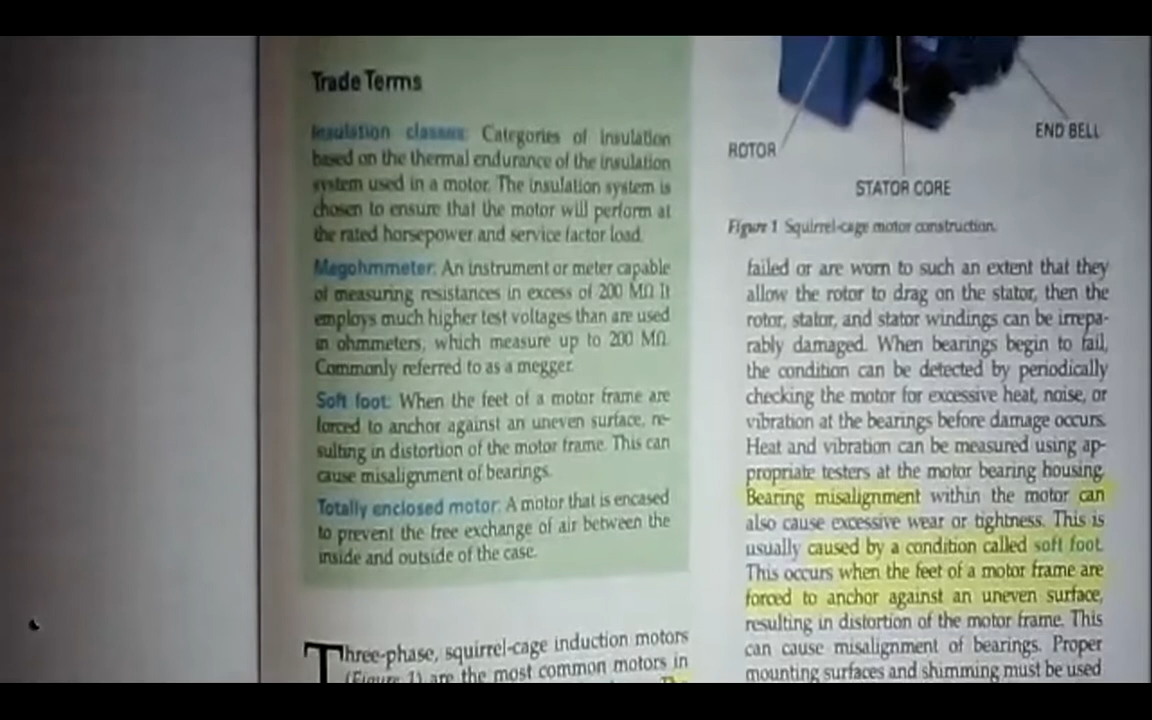 Trade Terms
Insulation classes: Categories of insulation
based on the thermal endurance of the insulation
system used in a motor. The insulation system is
chosen to ensure that the motor will perform at
the rated horsepower and service factor load.
Megohmmeter: An instrument or meter capable
of measuring resistances in excess of 200 MΩ. It
employs much higher test voltages than are used
in ohmmeters, which measure up to 200 MΩ.
Commonly referred to as a megger.
Soft foot: When the feet of a motor frame are
forced to anchor against an uneven surface, re-
sulting in distortion of the motor frame. This can
cause misalignment of bearings.
Totally enclosed motor: A motor that is encased
to prevent the free exchange of air between the
inside and outside of the case.
Three-phase, squirrel-cage induction motors
(Figure 1) are the most common motors in
The
ROTOR
END BELL
STATOR CORE
Figure 1 Squirrel-cage motor construction.
failed or are worn to such an extent that they
allow the rotor to drag on the stator, then the
rotor, stator, and stator windings can be irrepa-
rably damaged. When bearings begin to fail,
the condition can be detected by periodically
checking the motor for excessive heat, noise, or
vibration at the bearings before damage occurs.
Heat and vibration can be measured using ap-
propriate testers at the motor bearing housing.
Bearing misalignment within the motor can
also cause excessive wear or tightness. This is
usually caused by a condition called soft foot.
This occurs when the feet of a motor frame are
forced to anchor against an uneven surface,
resulting in distortion of the motor frame. This
can cause misalignment of bearings. Proper
mounting surfaces and shimming must be used